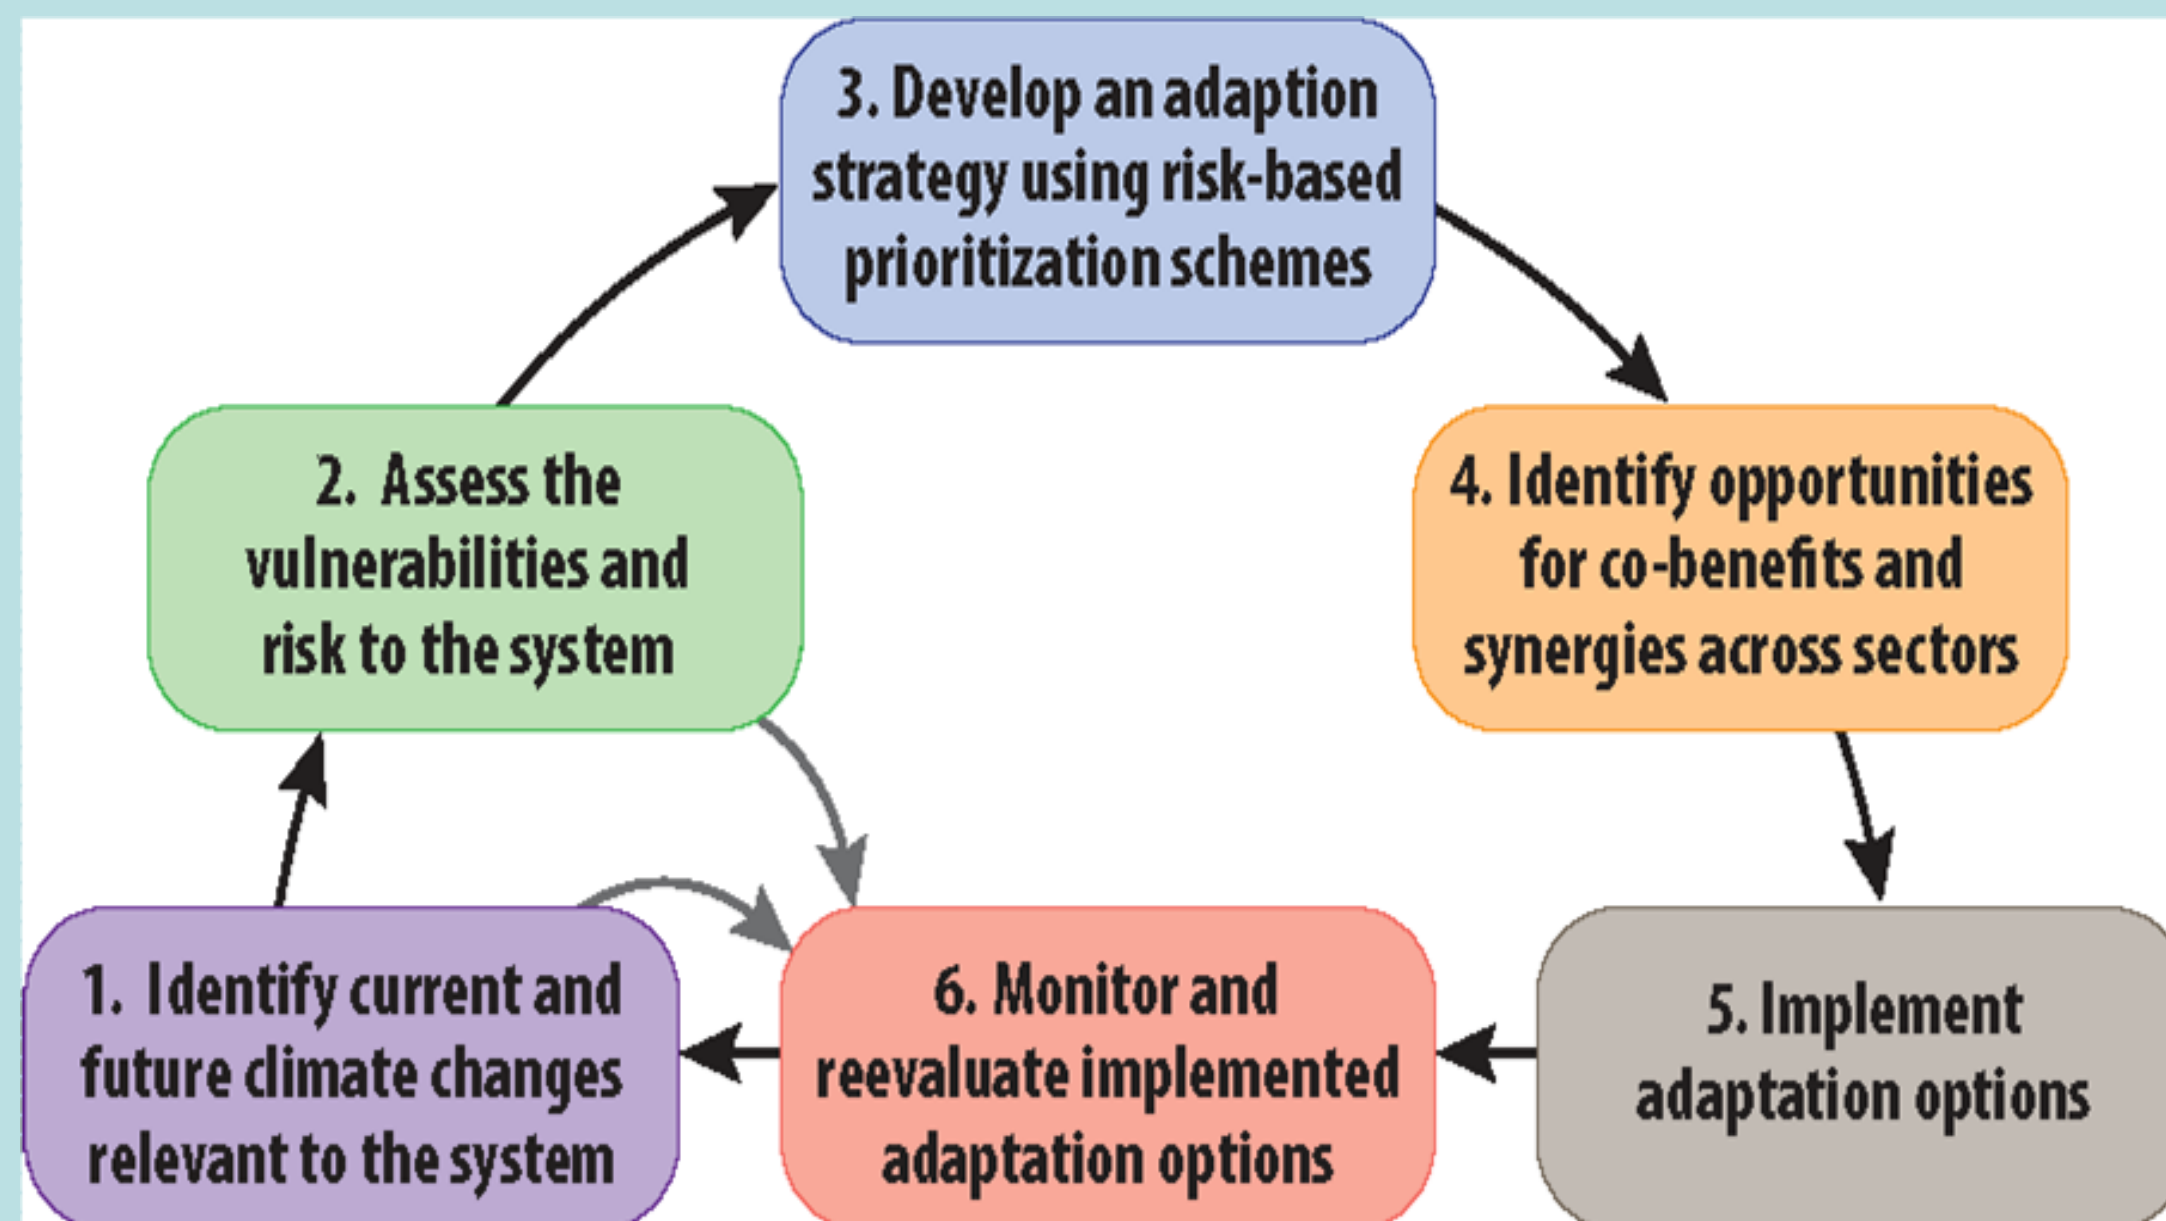 3. Develop an adaption
strategy using risk-based
prioritization schemes
2. Assess the
vulnerabilities and
risk to the system
4. Identify opportunities
for co-benefits and
synergies across sectors
1. Identify current and
future climate changes
relevant to the system
6. Monitor and
reevaluate implemented
adaptation options
5. Implement
adaptation options